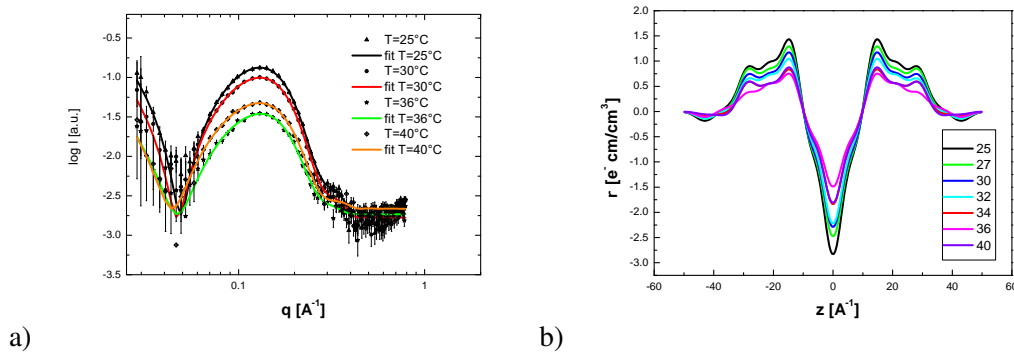 -0.5
-1.0
-1.5
-2.0
-2.5
-3.0
-3.5
log I [a.u.]
0.1
1
q [A⁻¹]
T=25°C
fit T=25°C
T=30°C
fit T=30°C
T=36°C
fit T=36°C
T=40°C
fit T=40°C
a)
2.0
1.5
1.0
0.5
0.0
-0.5
-1.0
-1.5
-2.0
-2.5
-3.0
r [e⁻ cm/cm³]
-60
-40
-20
0
20
40
60
z [A⁻¹]
25
27
30
32
34
36
40
b)